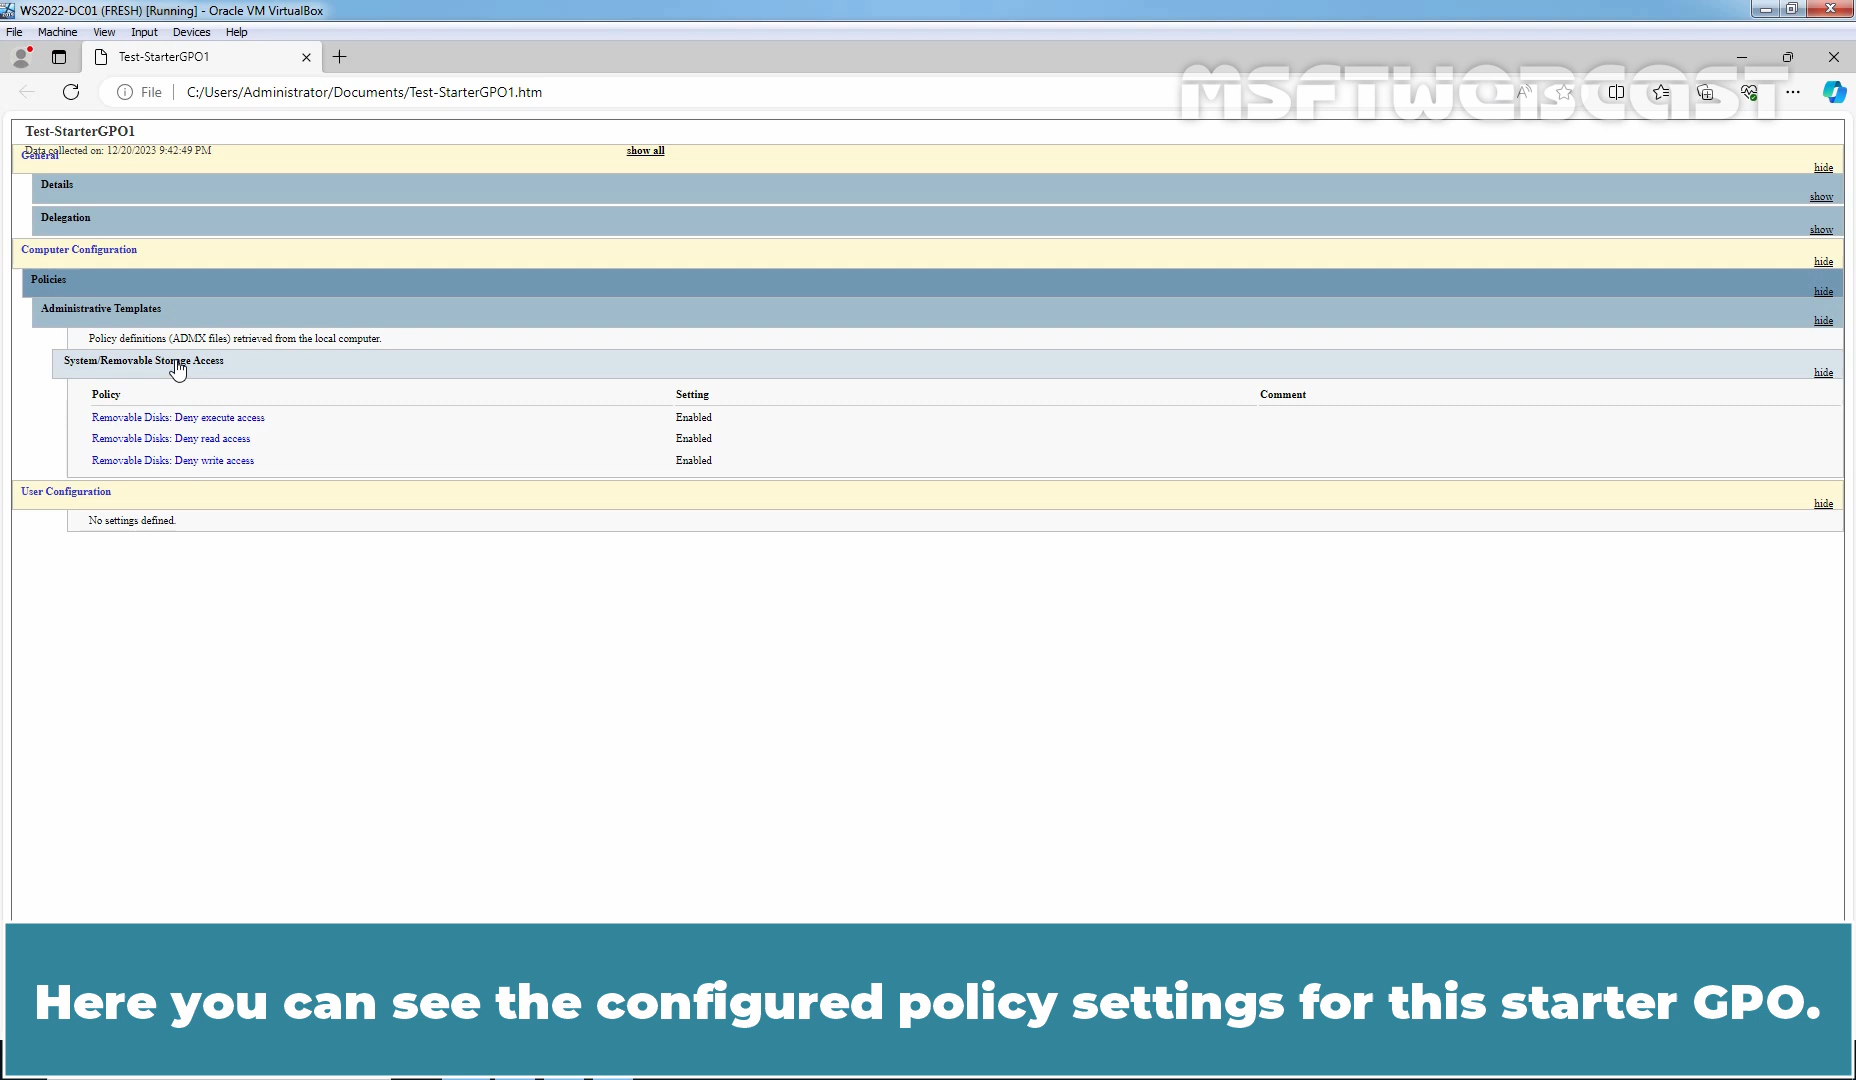 WS2022-DC01 (FRESH) [Running] - Oracle VM VirtualBox
File Machine View Input Devices Help
Test-StarterGPO1
File C:/Users/Administrator/Documents/Test-StarterGPO1.htm
MSFTWEBCAST
Test-StarterGPO1
Data collected on: 12/20/2023 9:42:49 PM show all
General hide
Details show
Delegation show
Computer Configuration hide
Policies hide
Administrative Templates hide
Policy definitions (ADMX files) retrieved from the local computer.
System/Removable Storage Access hide
Policy Setting Comment
Removable Disks: Deny execute access Enabled
Removable Disks: Deny read access Enabled
Removable Disks: Deny write access Enabled
User Configuration hide
No settings defined.
Here you can see the configured policy settings for this starter GPO.